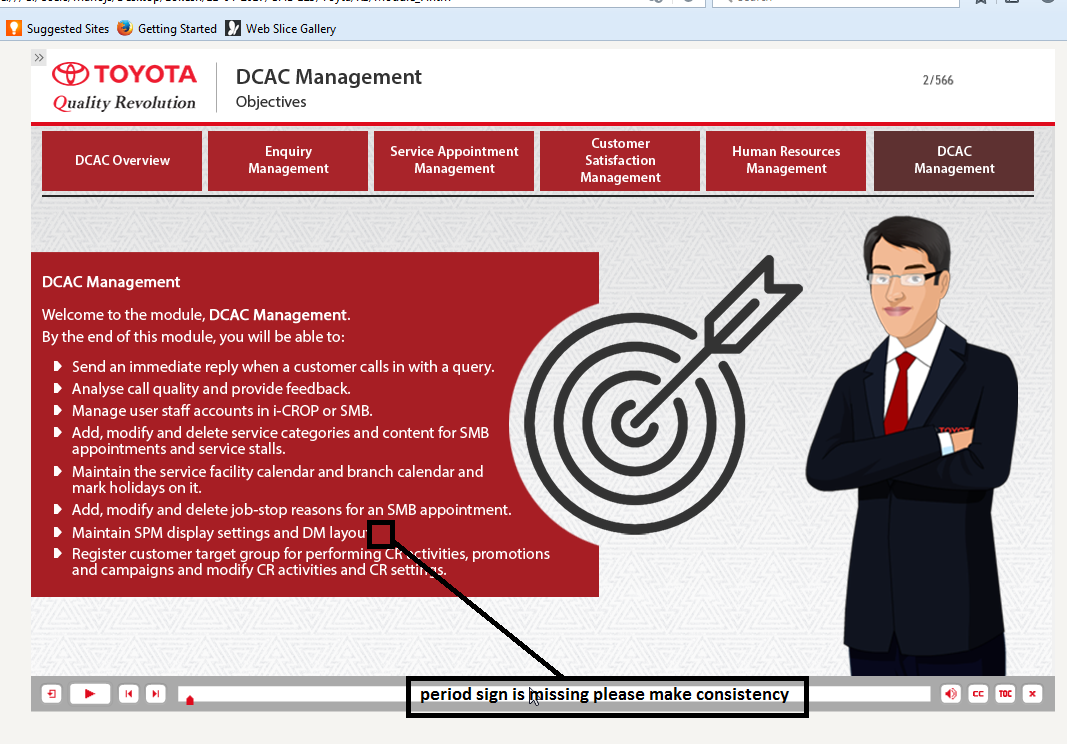 Suggested Sites Getting Started Web Slice Gallery
TOYOTA
Quality Revolution
DCAC Management
Objectives
2/566
DCAC Overview
Enquiry
Management
Service Appointment
Management
Customer
Satisfaction
Management
Human Resources
Management
DCAC
Management
DCAC Management
Welcome to the module, DCAC Management.
By the end of this module, you will be able to:
Send an immediate reply when a customer calls in with a query.
Analyse call quality and provide feedback.
Manage user staff accounts in i-CROP or SMB.
Add, modify and delete service categories and content for SMB
appointments and service stalls.
Maintain the service facility calendar and branch calendar and
mark holidays on it.
Add, modify and delete job-stop reasons for an SMB appointment.
Maintain SPM display settings and DM layou
Register customer target group for performing CR activities, promotions
and campaigns and modify CR activities and CR settings.
TOYOTA
period sign is missing please make consistency
CC TOC